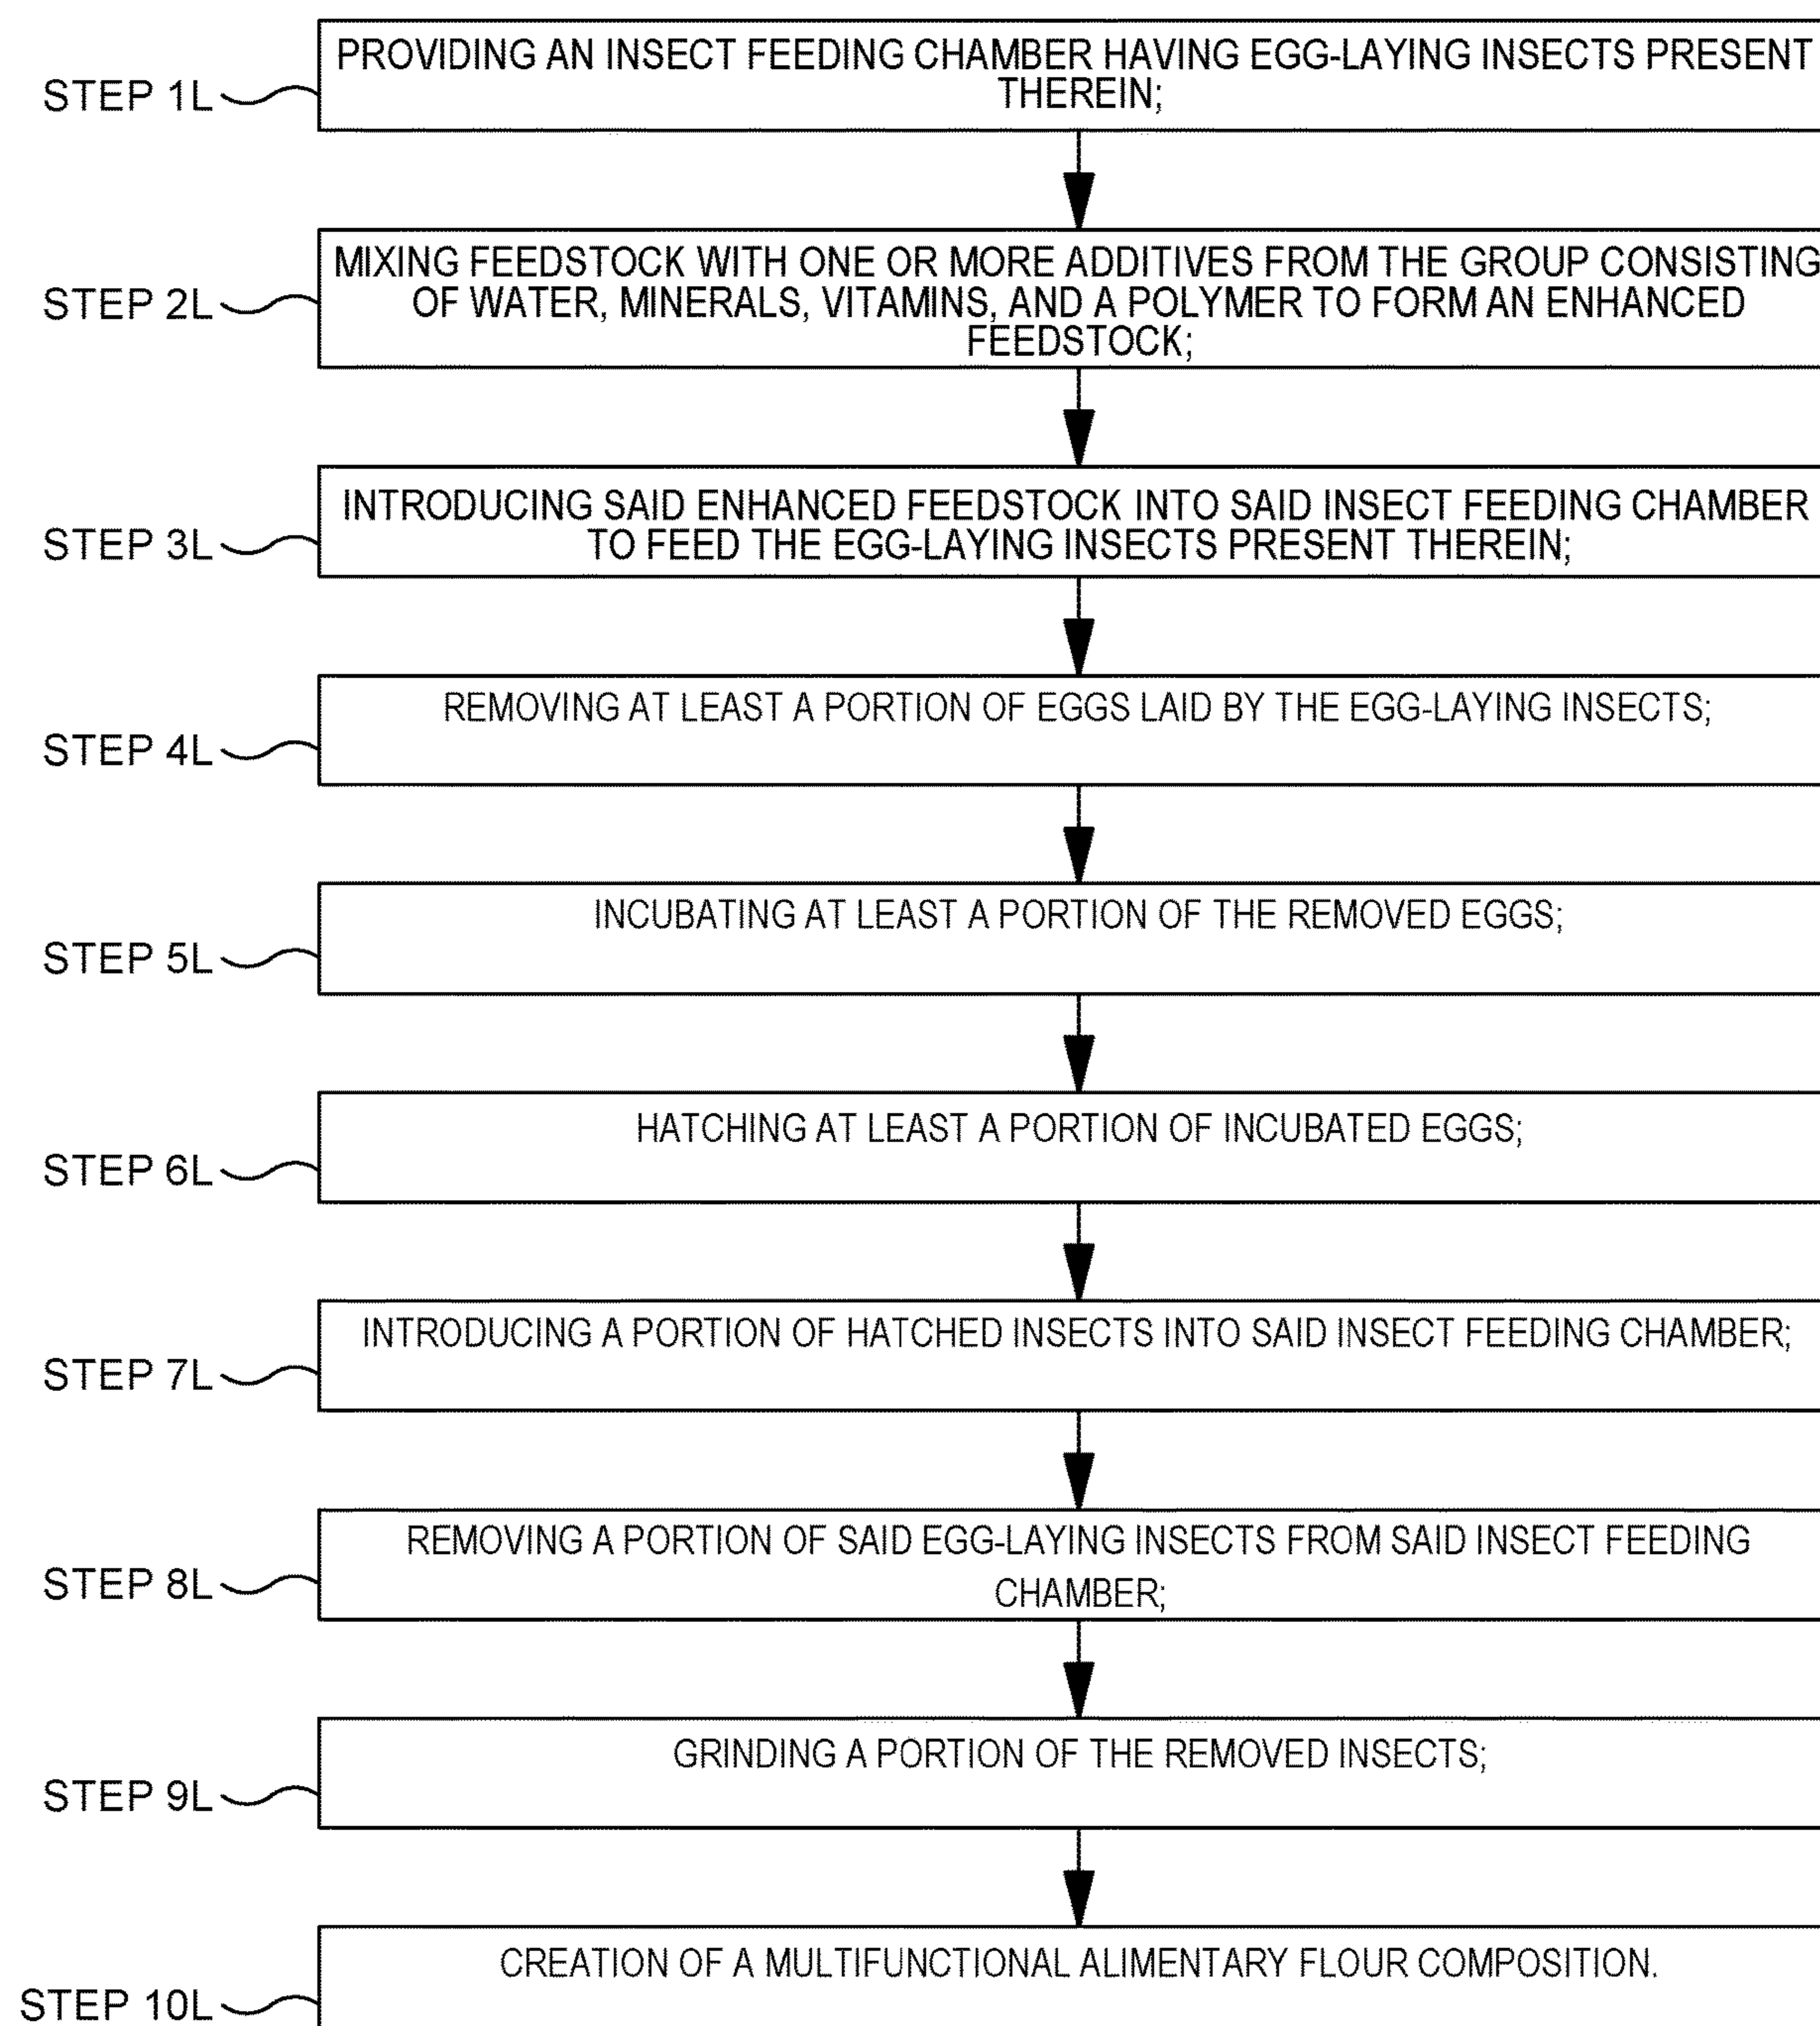 PROVIDING AN INSECT FEEDING CHAMBER HAVING EGG-LAYING INSECTS PRESENT
STEP 1L
THEREIN;
MIXING FEEDSTOCK WITH ONE OR MORE ADDITIVES FROM THE GROUP CONSISTING
STEP 2L
OF WATER, MINERALS, VITAMINS, AND A POLYMER TO FORM AN ENHANCED
FEEDSTOCK;
INTRODUCING SAID ENHANCED FEEDSTOCK INTO SAID INSECT FEEDING CHAMBER
STEP 3L
TO FEED THE EGG-LAYING INSECTS PRESENT THEREIN;
REMOVING AT LEAST A PORTION OF EGGS LAID BY THE EGG-LAYING INSECTS;
STEP 4L
INCUBATING AT LEAST A PORTION OF THE REMOVED EGGS;
STEP 5L
HATCHING AT LEAST A PORTION OF INCUBATED EGGS;
STEP 6L
INTRODUCING A PORTION OF HATCHED INSECTS INTO SAID INSECT FEEDING CHAMBER;
STEP 7L
REMOVING A PORTION OF SAID EGG-LAYING INSECTS FROM SAID INSECT FEEDING
STEP 8L
CHAMBER;
GRINDING A PORTION OF THE REMOVED INSECTS;
STEP 9L
CREATION OF A MULTIFUNCTIONAL ALIMENTARY FLOUR COMPOSITION.
STEP 10L